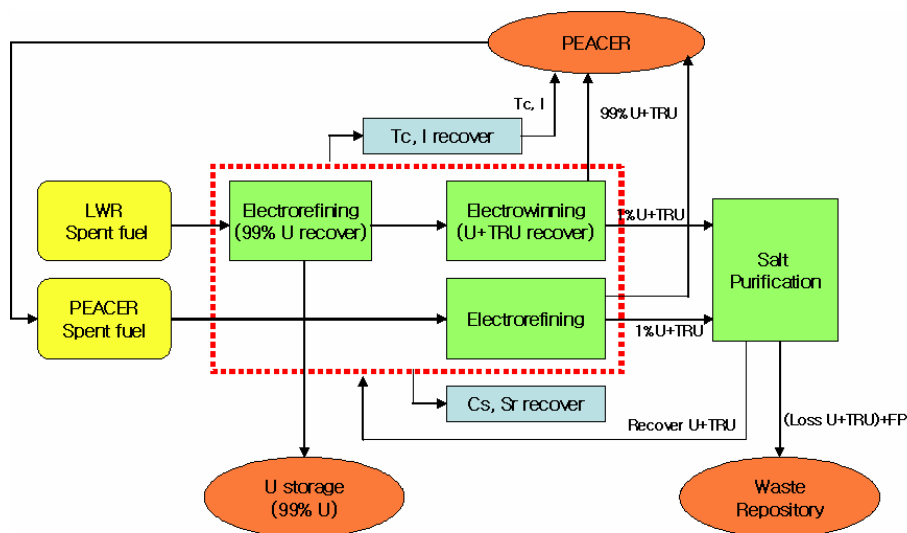 PEACER
Tc, I
99% U+TRU
Tc, I recover
LWR
Spent fuel
Electrorefining
(99% U recover)
Electrowinning
(U+TRU recover)
1%U+TRU
Salt
Purification
PEACER
Spent fuel
Electrorefining
1%U+TRU
Cs, Sr recover
Recover U+TRU
(Loss U+TRU)+FP
U storage
(99% U)
Waste
Repository